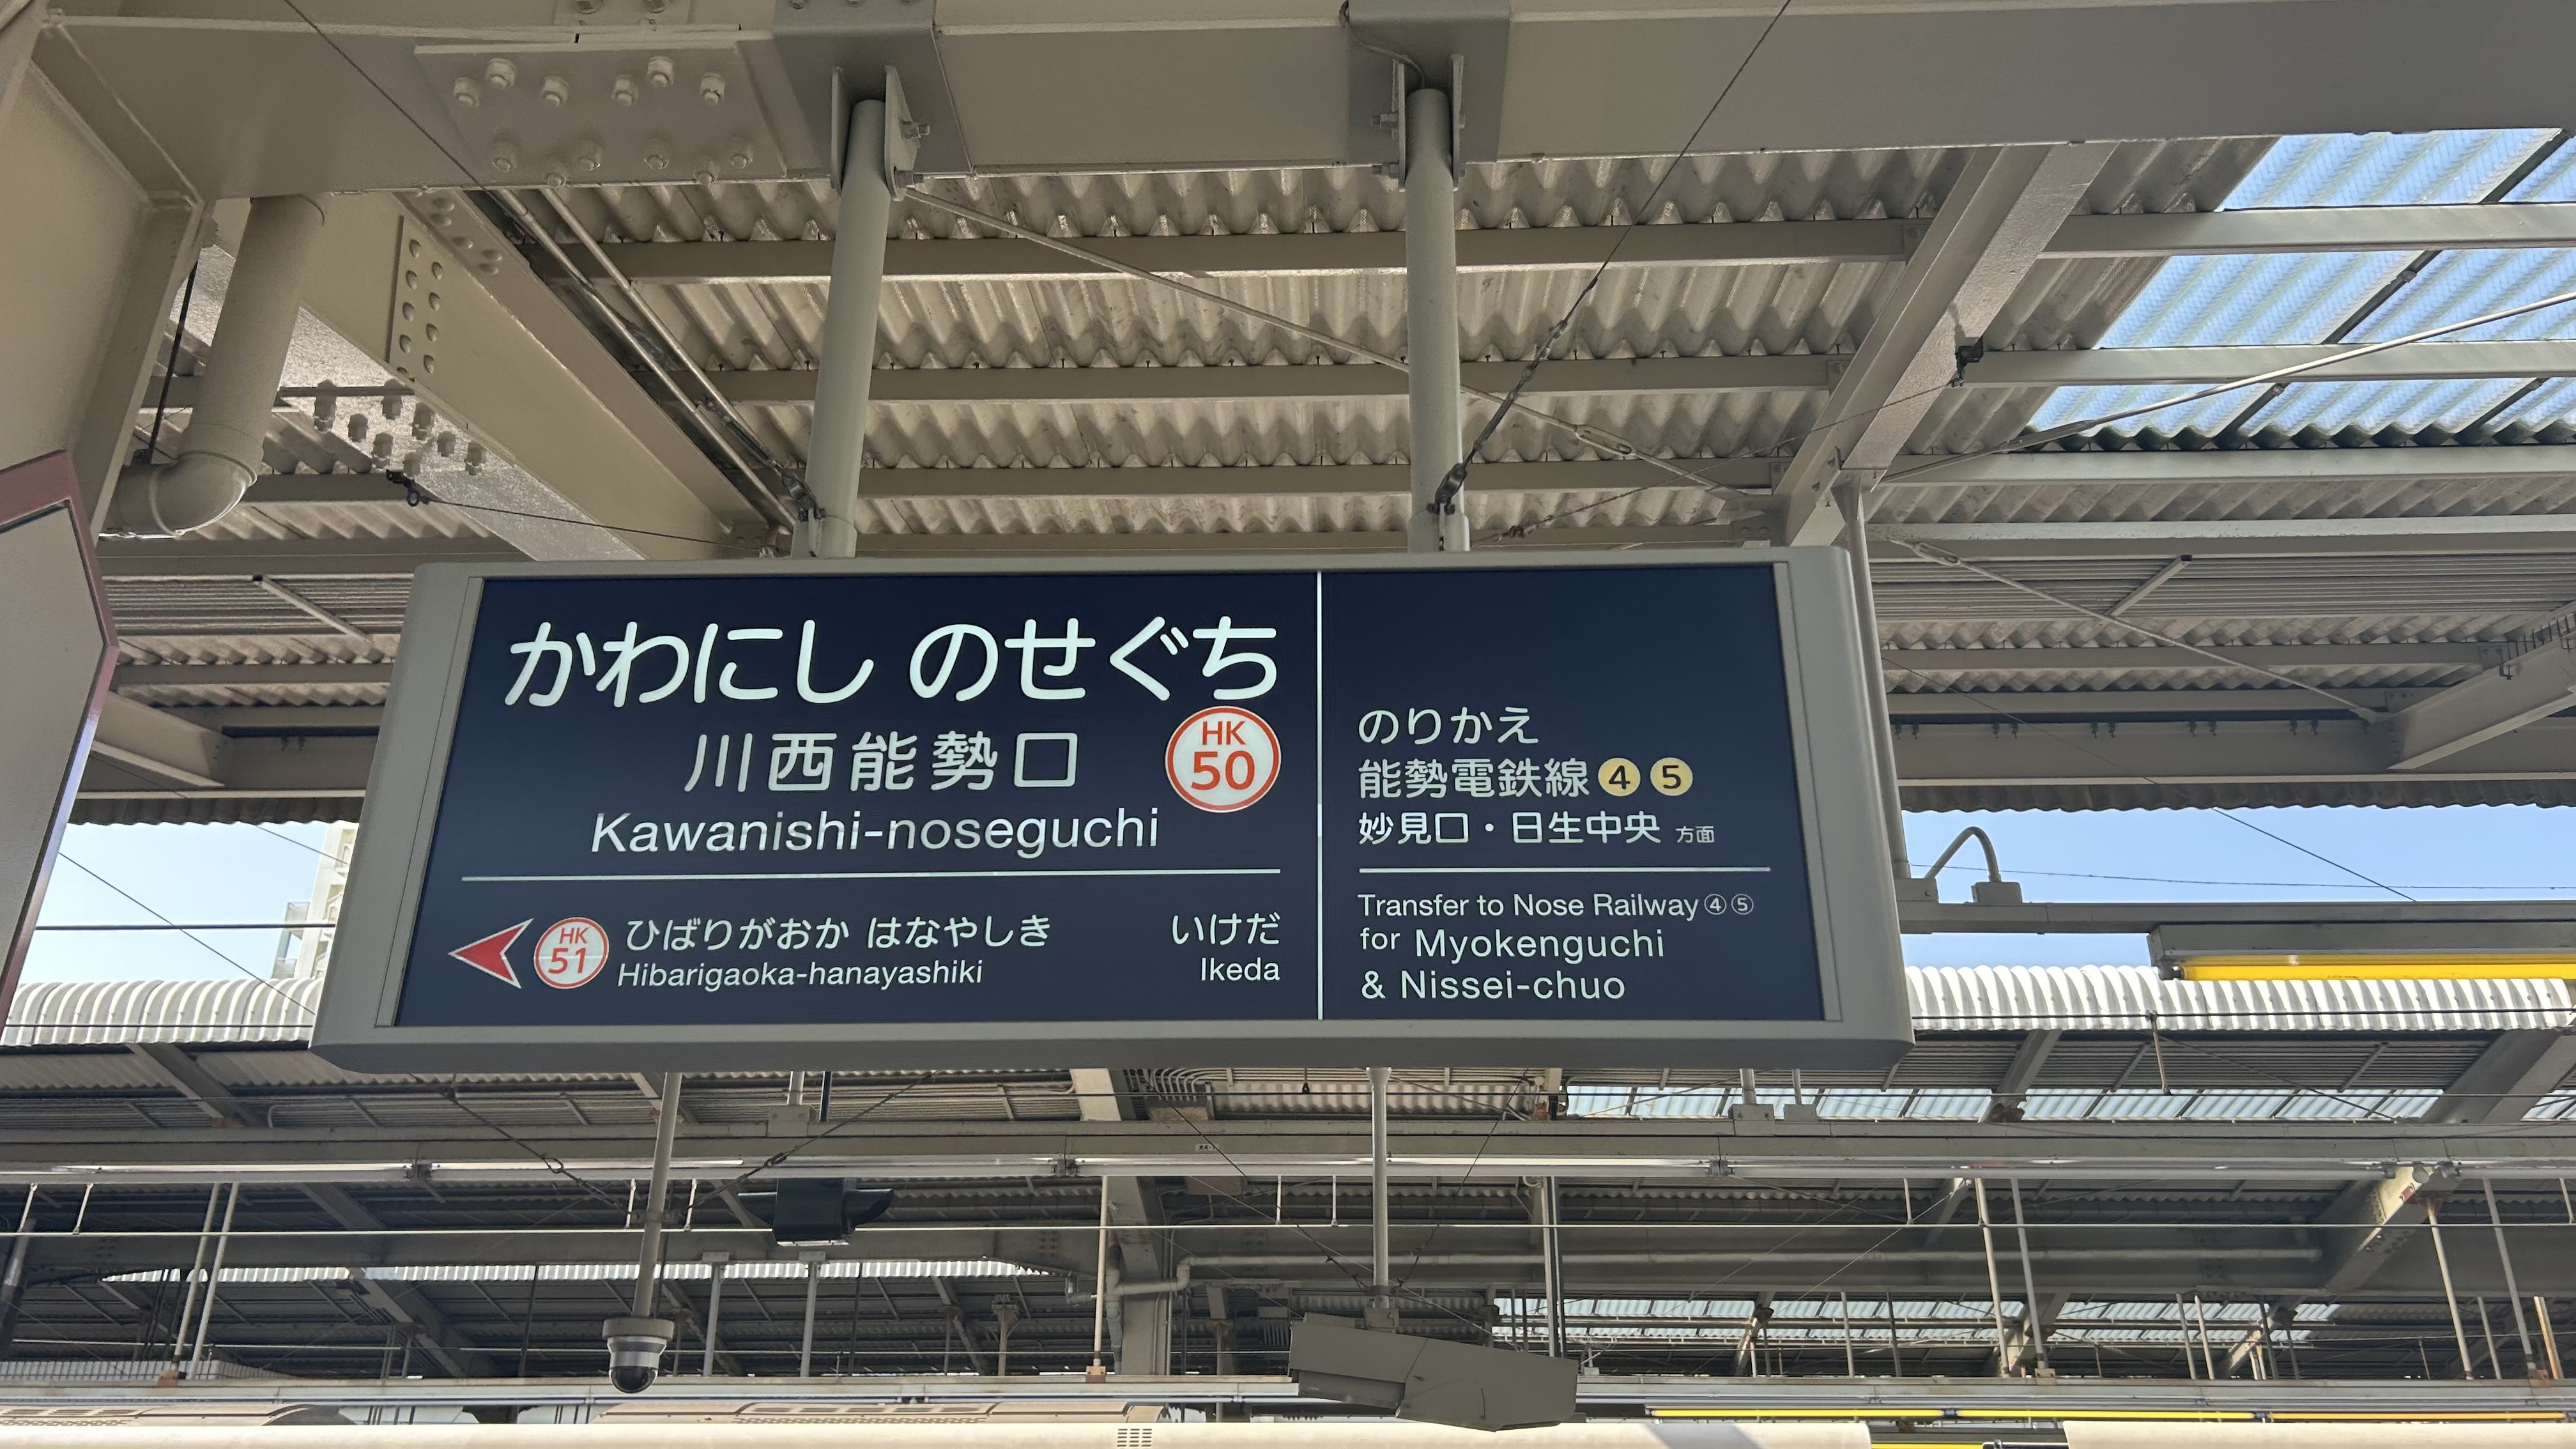 かわにし のせぐち
川西能勢口
HK
50
Kawanishi-noseguchi
HK
51
ひばりがおか はなやしき
Hibarigaoka-hanayashiki
いけだ
Ikeda
のりかえ
能勢電鉄線 4 5
妙見口・日生中央 方面
Transfer to Nose Railway④⑤
for Myokenguchi
& Nissei-chuo